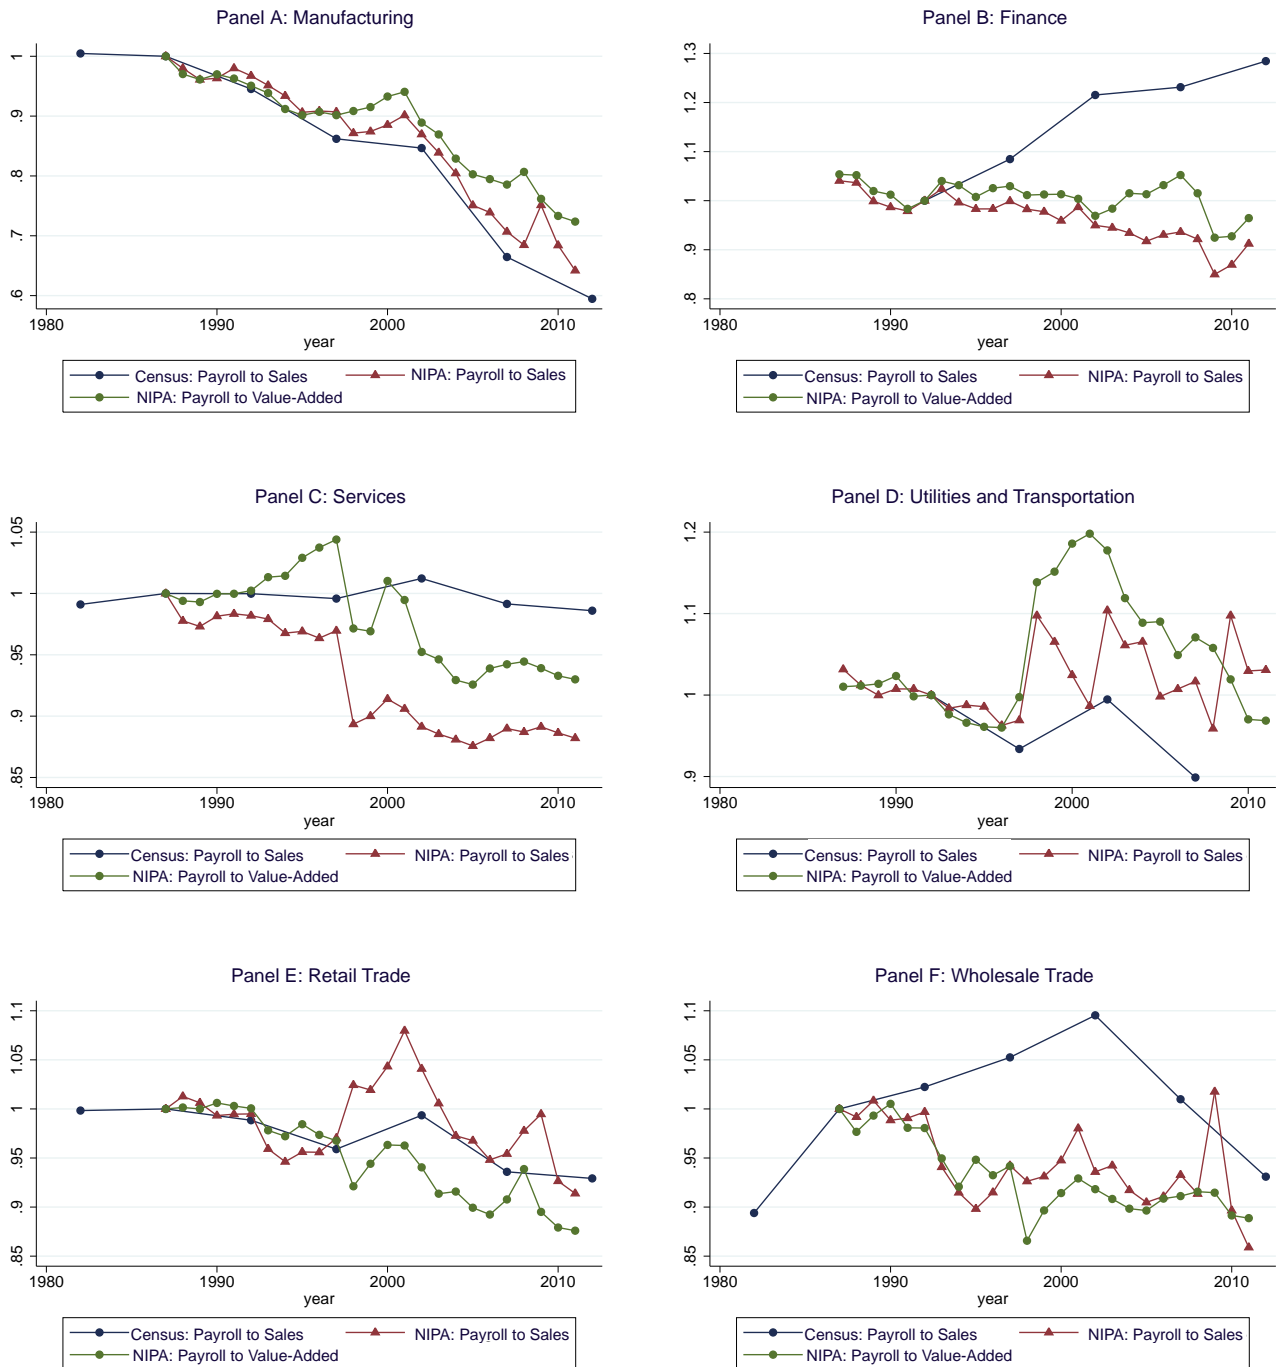 Panel A: Manufacturing
1
.9
.8
.7
.6
1980 1990 2000 2010
year
Census: Payroll to Sales NIPA: Payroll to Sales
NIPA: Payroll to Value-Added
Panel B: Finance
1.3
1.2
1.1
1
.9
.8
1980 1990 2000 2010
year
Census: Payroll to Sales NIPA: Payroll to Sales
NIPA: Payroll to Value-Added
Panel C: Services
1.05
1
.95
.9
.85
1980 1990 2000 2010
year
Census: Payroll to Sales NIPA: Payroll to Sales
NIPA: Payroll to Value-Added
Panel D: Utilities and Transportation
1.2
1.1
1
.9
1980 1990 2000 2010
year
Census: Payroll to Sales NIPA: Payroll to Sales
NIPA: Payroll to Value-Added
Panel E: Retail Trade
1.1
1.05
1
.95
.9
.85
1980 1990 2000 2010
year
Census: Payroll to Sales NIPA: Payroll to Sales
NIPA: Payroll to Value-Added
Panel F: Wholesale Trade
1.1
1.05
1
.95
.9
.85
1980 1990 2000 2010
year
Census: Payroll to Sales NIPA: Payroll to Sales
NIPA: Payroll to Value-Added